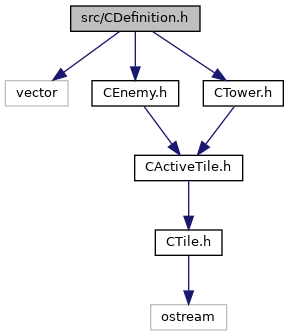 src/CDefinition.h
vector
CEnemy.h
CTower.h
CActiveTile.h
CTile.h
ostream